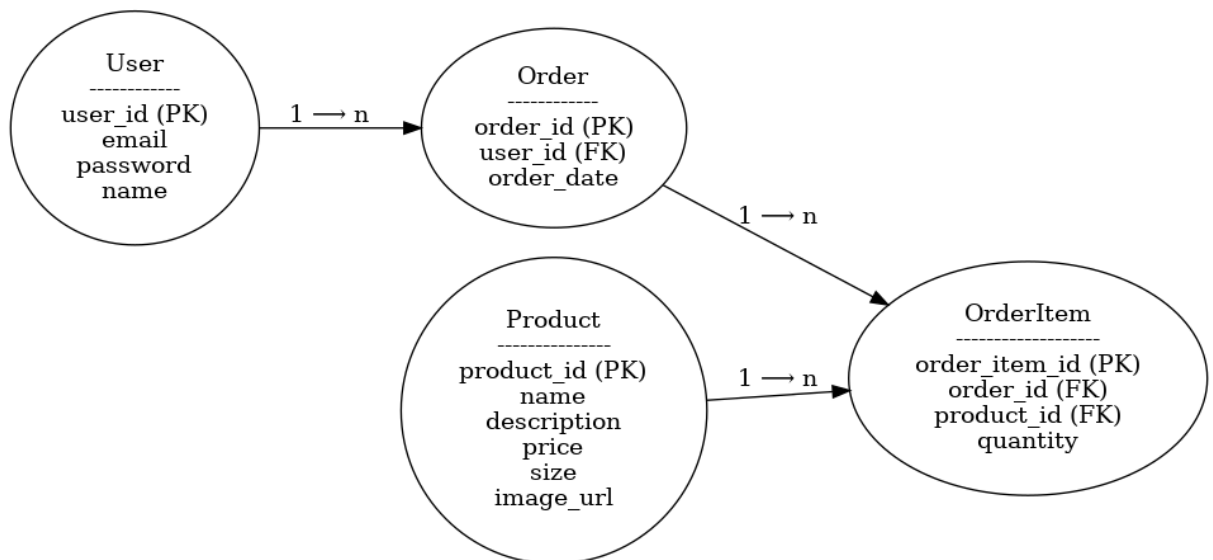 User
------------
user_id (PK)
email
password
name
1 ⟶ n
Order
------------
order_id (PK)
user_id (FK)
order_date
1 ⟶ n
Product
---------------
product_id (PK)
name
description
price
size
image_url
1 ⟶ n
OrderItem
-------------------
order_item_id (PK)
order_id (FK)
product_id (FK)
quantity